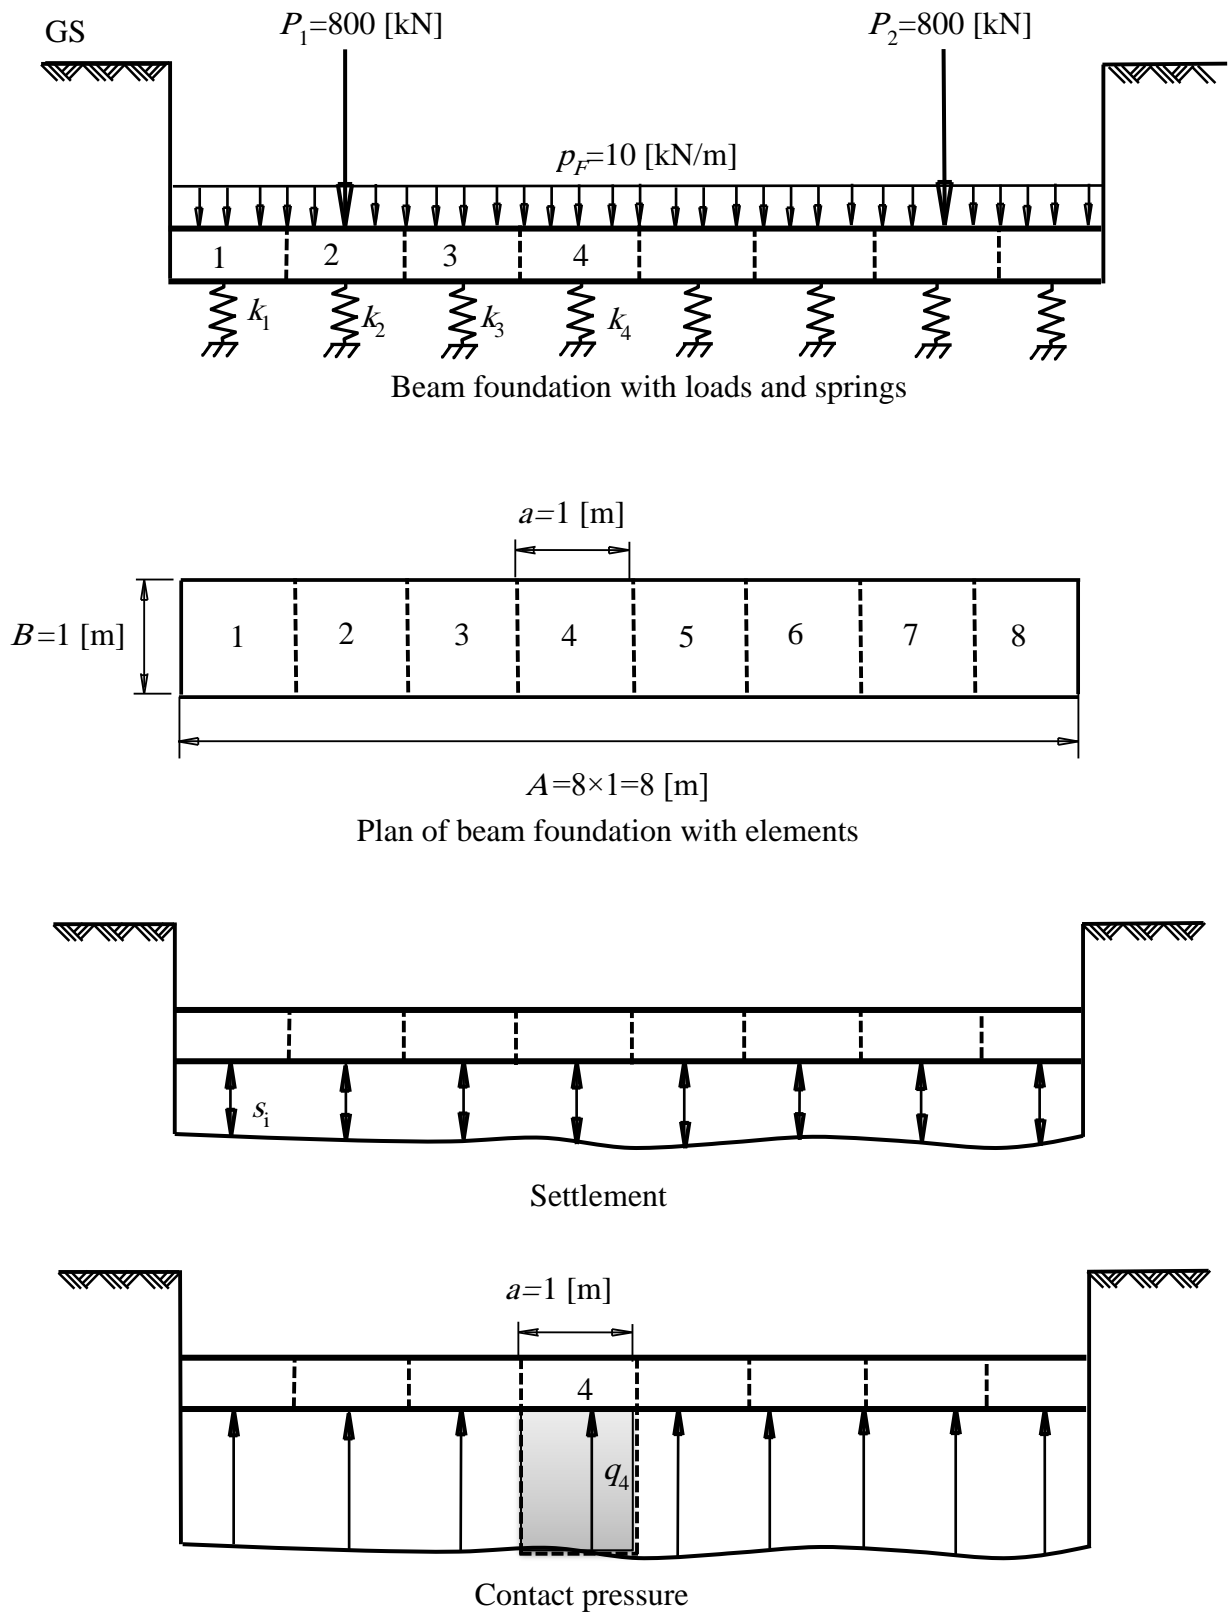 GS
P₁=800 [kN]
P₂=800 [kN]
p_F=10 [kN/m]
1 2 3 4
k₁ k₂ k₃ k₄
Beam foundation with loads and springs
a=1 [m]
B=1 [m]
1 2 3 4 5 6 7 8
A=8×1=8 [m]
Plan of beam foundation with elements
sᵢ
Settlement
a=1 [m]
4
q₄
Contact pressure